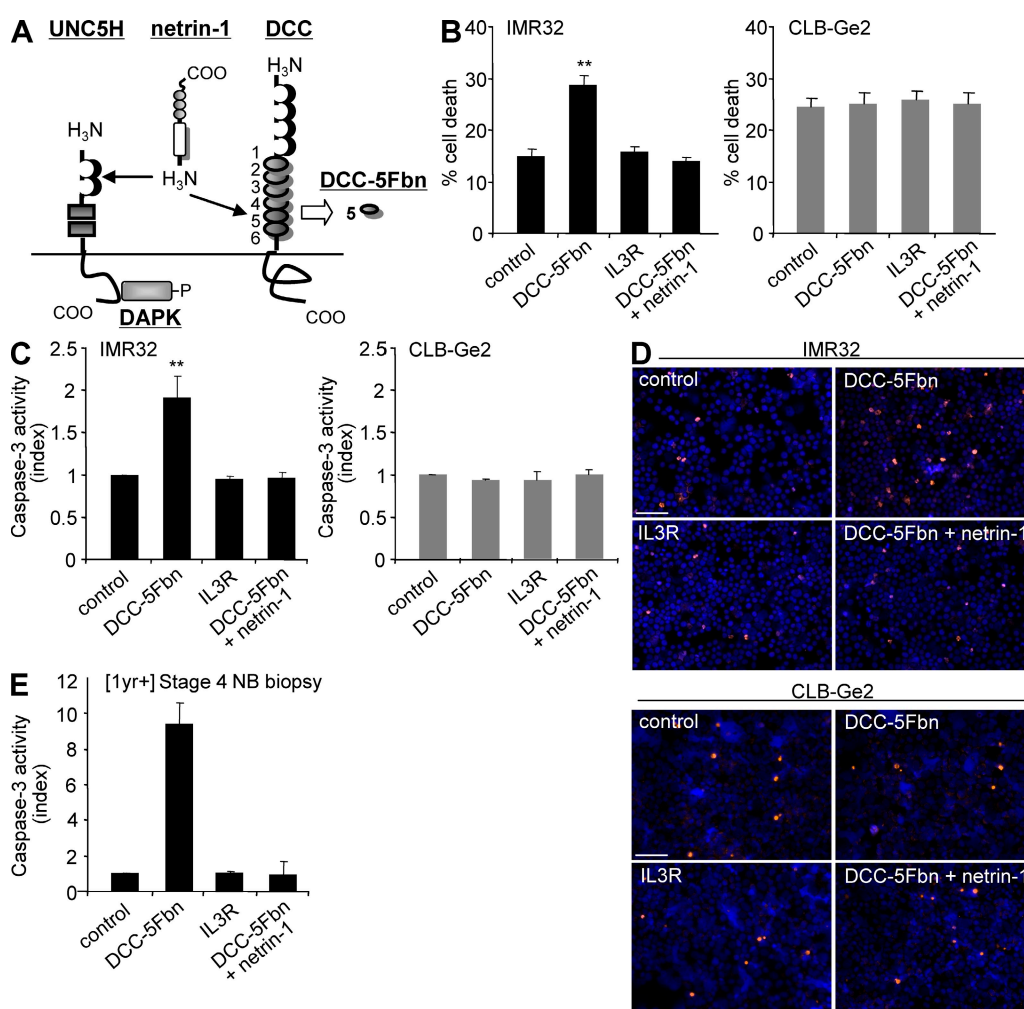 A
UNC5H
netrin-1
DCC
COO
H3N
H3N
H3N
1
2
3
4
5
6
DCC-5Fbn
5
P
COO
DAPK
COO
B
IMR32
% cell death
40
30
20
10
0
**
control
DCC-5Fbn
IL3R
DCC-5Fbn
+ netrin-1
CLB-Ge2
% cell death
40
30
20
10
0
control
DCC-5Fbn
IL3R
DCC-5Fbn
+ netrin-1
C
IMR32
Caspase-3 activity
(index)
2.5
2
1.5
1
0.5
0
**
control
DCC-5Fbn
IL3R
DCC-5Fbn
+ netrin-1
CLB-Ge2
Caspase-3 activity
(index)
2.5
2
1.5
1
0.5
0
control
DCC-5Fbn
IL3R
DCC-5Fbn
+ netrin-1
D
IMR32
control
DCC-5Fbn
IL3R
DCC-5Fbn + netrin-1
CLB-Ge2
control
DCC-5Fbn
IL3R
DCC-5Fbn + netrin-1
E
[1yr+] Stage 4 NB biopsy
Caspase-3 activity
(index)
12
10
8
6
4
2
0
control
DCC-5Fbn
IL3R
DCC-5Fbn
+ netrin-1